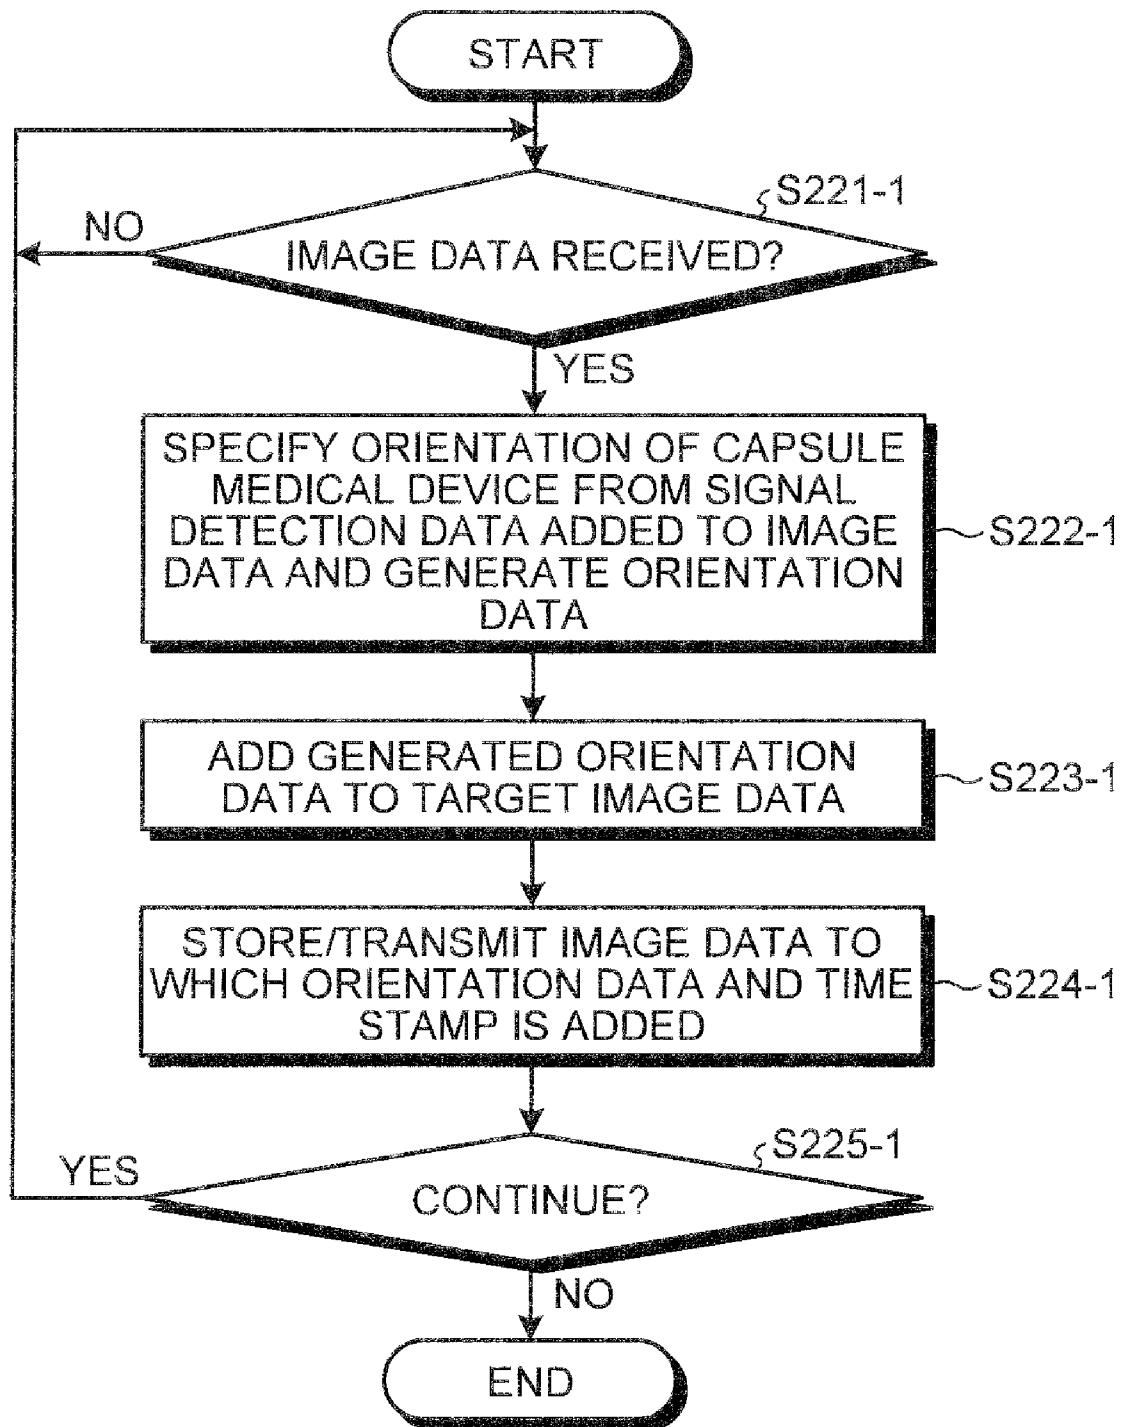 START
S221-1
NO
IMAGE DATA RECEIVED?
YES
SPECIFY ORIENTATION OF CAPSULE
MEDICAL DEVICE FROM SIGNAL
DETECTION DATA ADDED TO IMAGE
DATA AND GENERATE ORIENTATION
DATA
S222-1
ADD GENERATED ORIENTATION
DATA TO TARGET IMAGE DATA
S223-1
STORE/TRANSMIT IMAGE DATA TO
WHICH ORIENTATION DATA AND TIME
STAMP IS ADDED
S224-1
S225-1
YES
CONTINUE?
NO
END